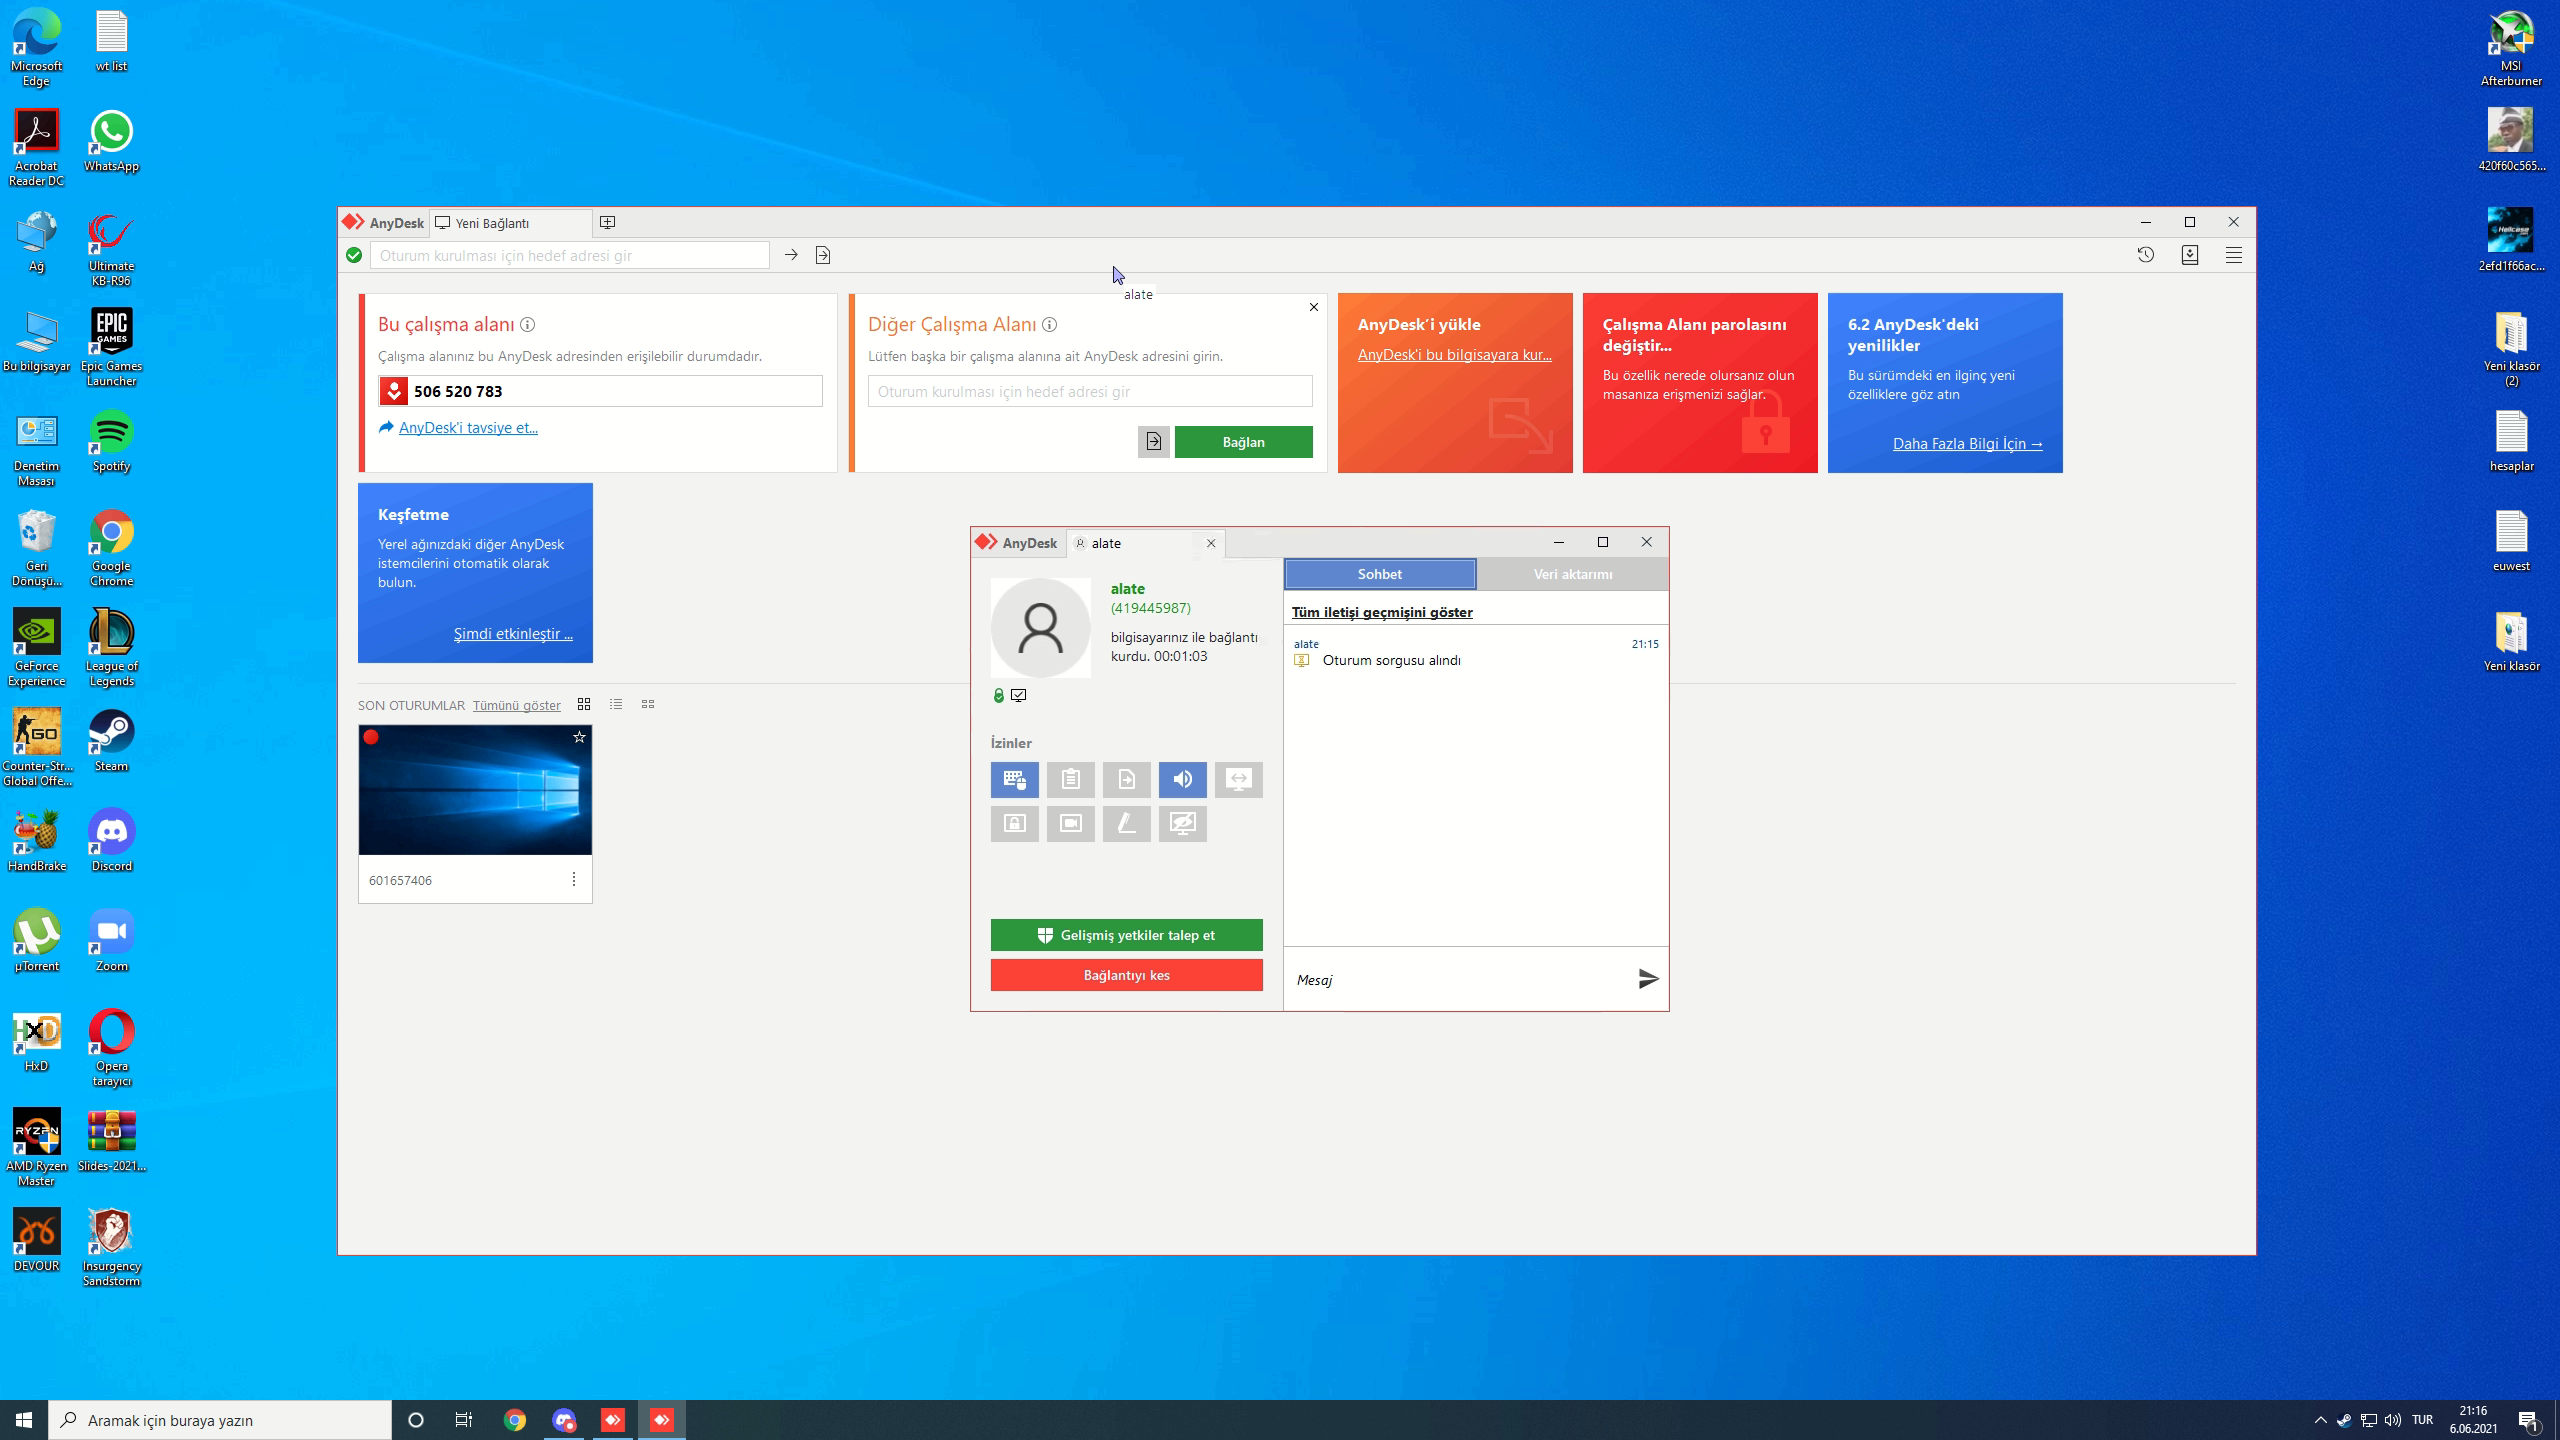 Microsoft
Edge
wt list
Acrobat
Reader DC
WhatsApp
Ağ
Ultimate
KB-R96
Bu bilgisayar
EPIC
GAMES
Epic Games
Launcher
Denetim
Masası
Spotify
Geri
Dönüşü...
Google
Chrome
GeForce
Experience
League of
Legends
GO
Counter-Str...
Global Offe...
Steam
HandBrake
Discord
µTorrent
Zoom
HxD
HxD
Opera
tarayıcı
RYZEN
AMD Ryzen
Master
Slides-2021...
DEVOUR
Insurgency
Sandstorm
AnyDesk
Yeni Bağlantı
Oturum kurulması için hedef adresi gir
alate
Bu çalışma alanı
Çalışma alanınız bu AnyDesk adresinden erişilebilir durumdadır.
506 520 783
AnyDesk'i tavsiye et...
Diğer Çalışma Alanı
Lütfen başka bir çalışma alanına ait AnyDesk adresini girin.
Oturum kurulması için hedef adresi gir
Bağlan
AnyDesk´i yükle
AnyDesk'i bu bilgisayara kur...
Çalışma Alanı parolasını
değiştir...
Bu özellik nerede olursanız olun
masanıza erişmenizi sağlar.
6.2 AnyDesk'deki
yenilikler
Bu sürümdeki en ilginç yeni
özelliklere göz atın
Daha Fazla Bilgi İçin →
Keşfetme
Yerel ağınızdaki diğer AnyDesk
istemcilerini otomatik olarak
bulun.
Şimdi etkinleştir ...
SON OTURUMLAR Tümünü göster
601657406
AnyDesk
alate
alate
(419445987)
bilgisayarınız ile bağlantı
kurdu. 00:01:03
İzinler
Gelişmiş yetkiler talep et
Bağlantıyı kes
Sohbet
Veri aktarımı
Tüm iletişi geçmişini göster
alate 21:15
Oturum sorgusu alındı
Mesaj
MSI
Afterburner
420f60c565...
Hellcase
2efd1f66ac...
Yeni klasör
(2)
hesaplar
euwest
Yeni klasör
Aramak için buraya yazın
TUR
21:16
6.06.2021
1